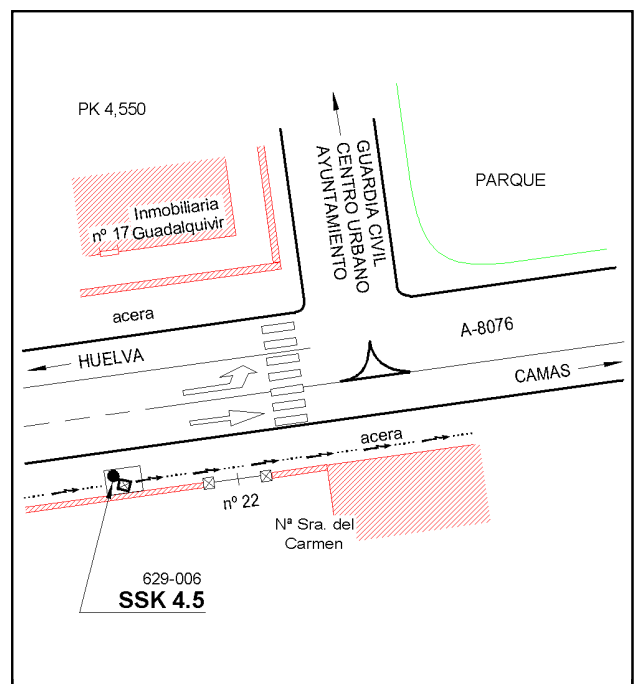 PK 4,550
GUARDIA CIVIL
CENTRO URBANO
AYUNTAMIENTO
PARQUE
Inmobiliaria
nº 17 Guadalquivir
acera
A-8076
HUELVA
CAMAS
acera
nº 22
Nª Sra. del
Carmen
629-006
SSK 4.5